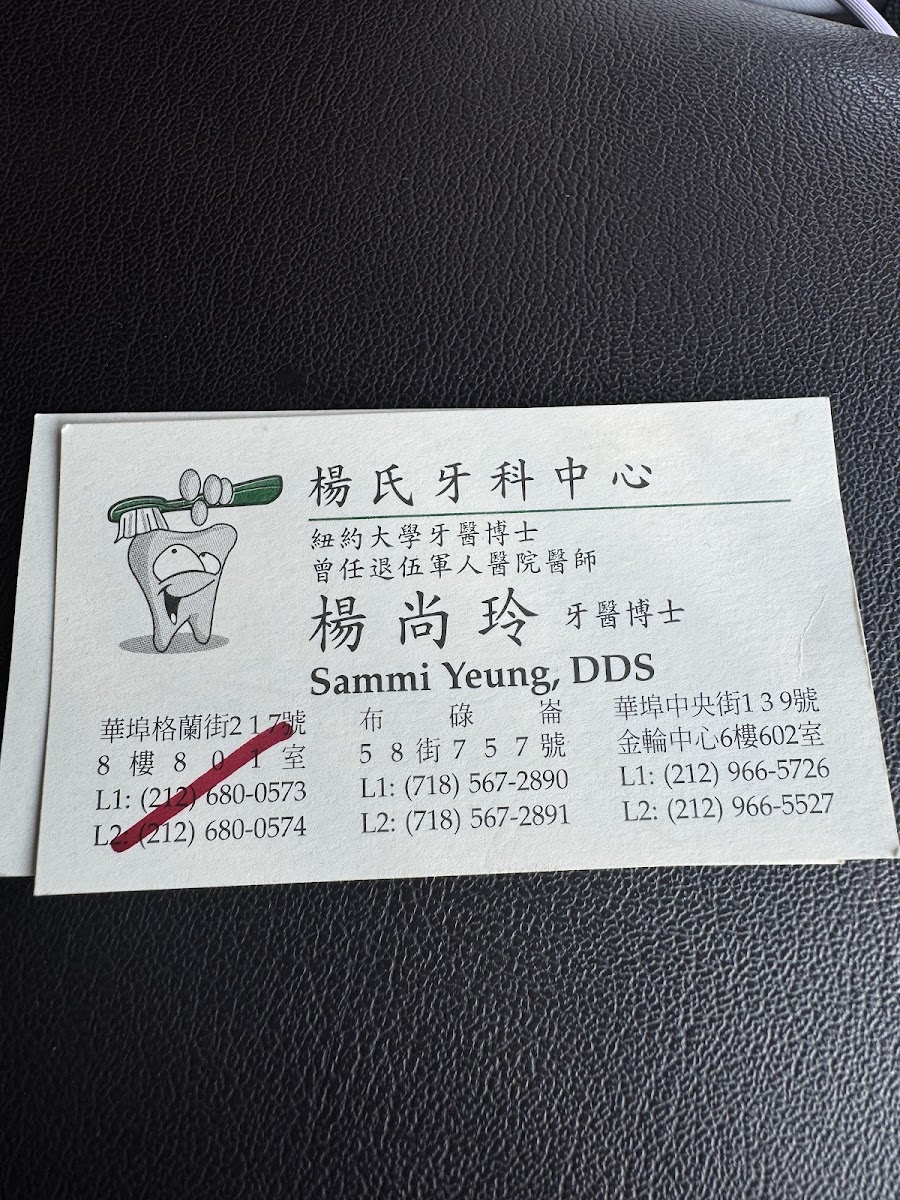 楊氏牙科中心
紐約大學牙醫博士
曾任退伍軍人醫院醫師
楊尚玲 牙醫博士
Sammi Yeung, DDS
華埠格蘭街217號
8樓801室
L1: (212) 680-0573
L2: (212) 680-0574
布碌崙
58街757號
L1: (718) 567-2890
L2: (718) 567-2891
華埠中央街139號
金輪中心6樓602室
L1: (212) 966-5726
L2: (212) 966-5527